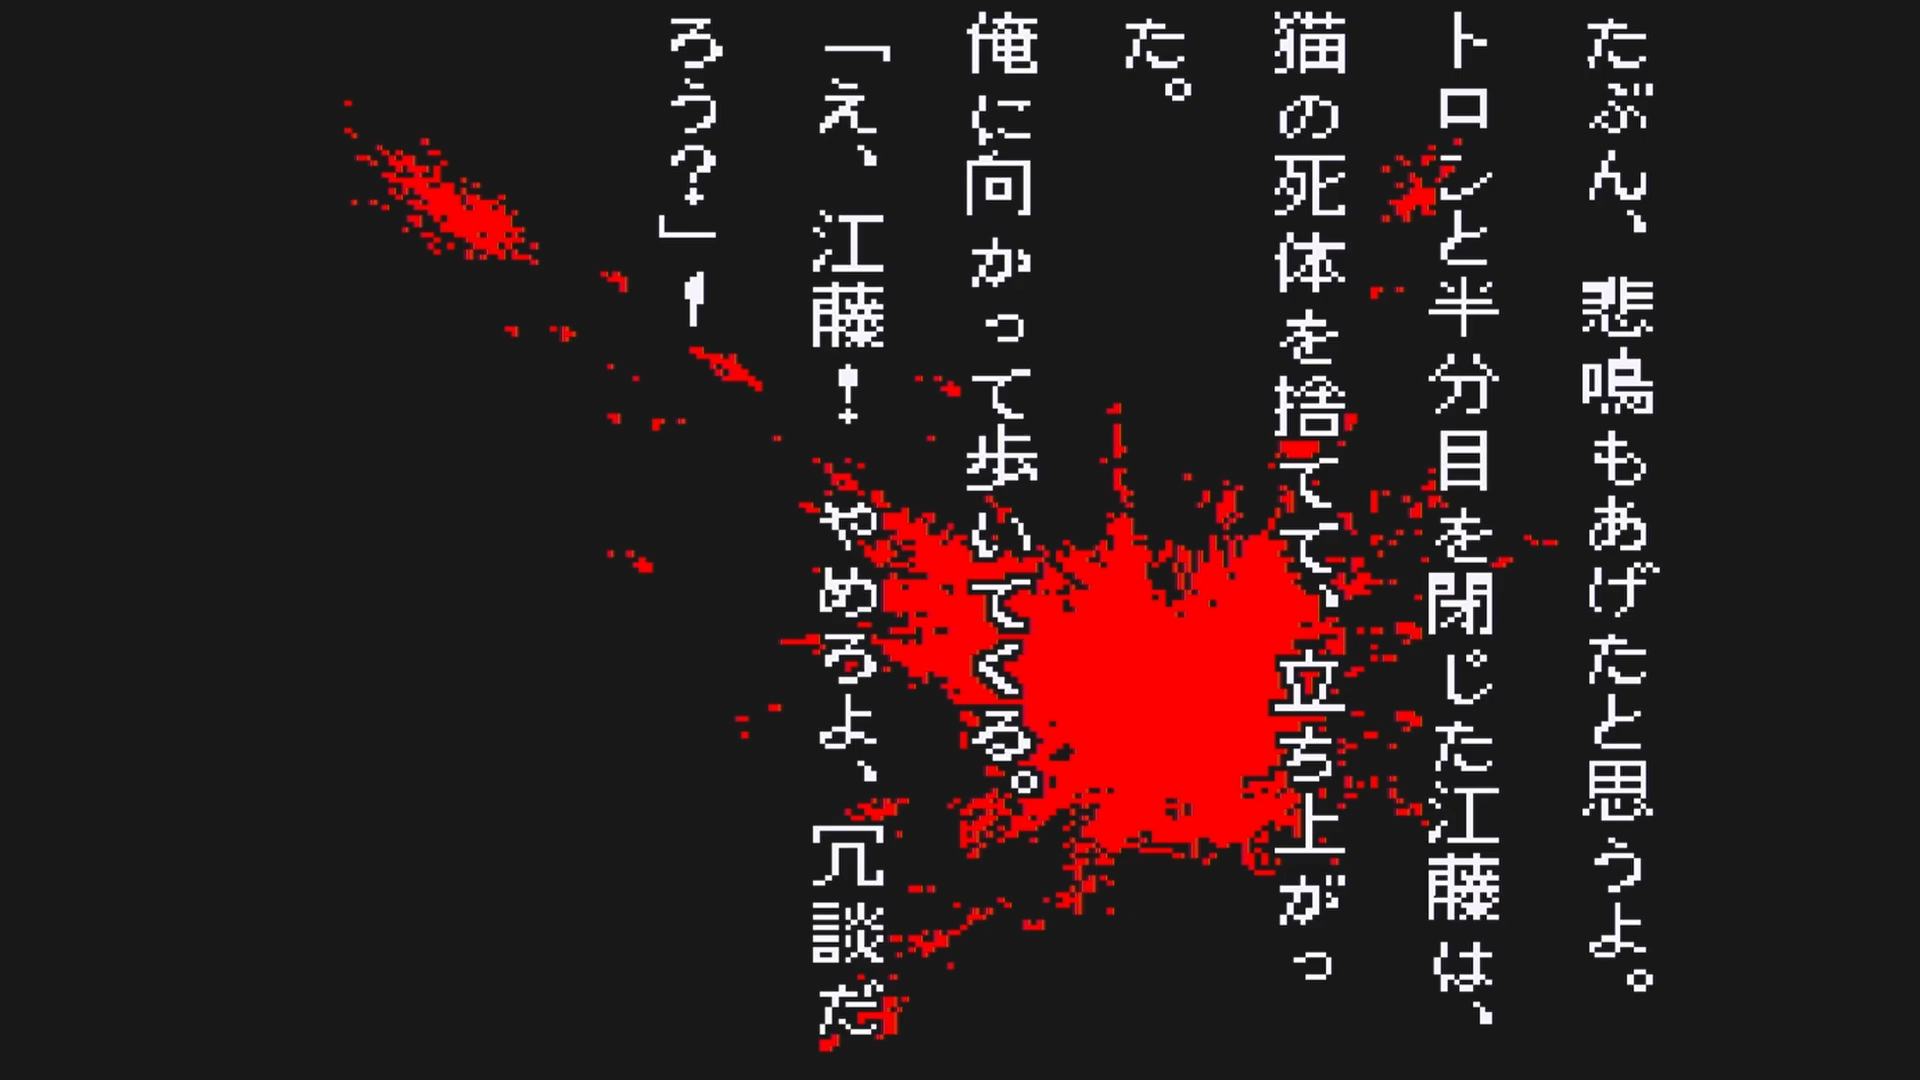 たぶん、悲鳴もあげたと思うよ。
トロンと半分目を閉じた江藤は、
猫の死体を捨てて、立ち上がっ
た。
俺に向かって歩いてくる。
「え、江藤！　やめろよ、冗談だ
ろう？」